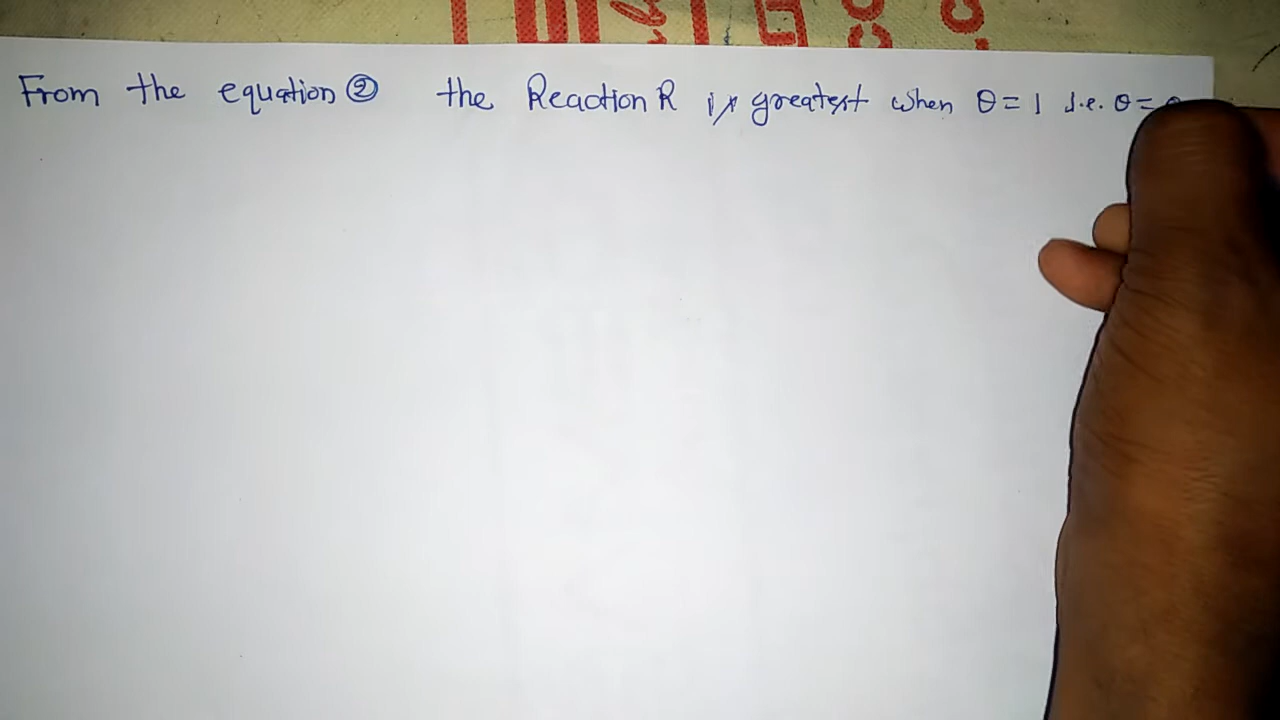 From the equation ② the Reaction R is greatest when θ = 1 i.e. θ =